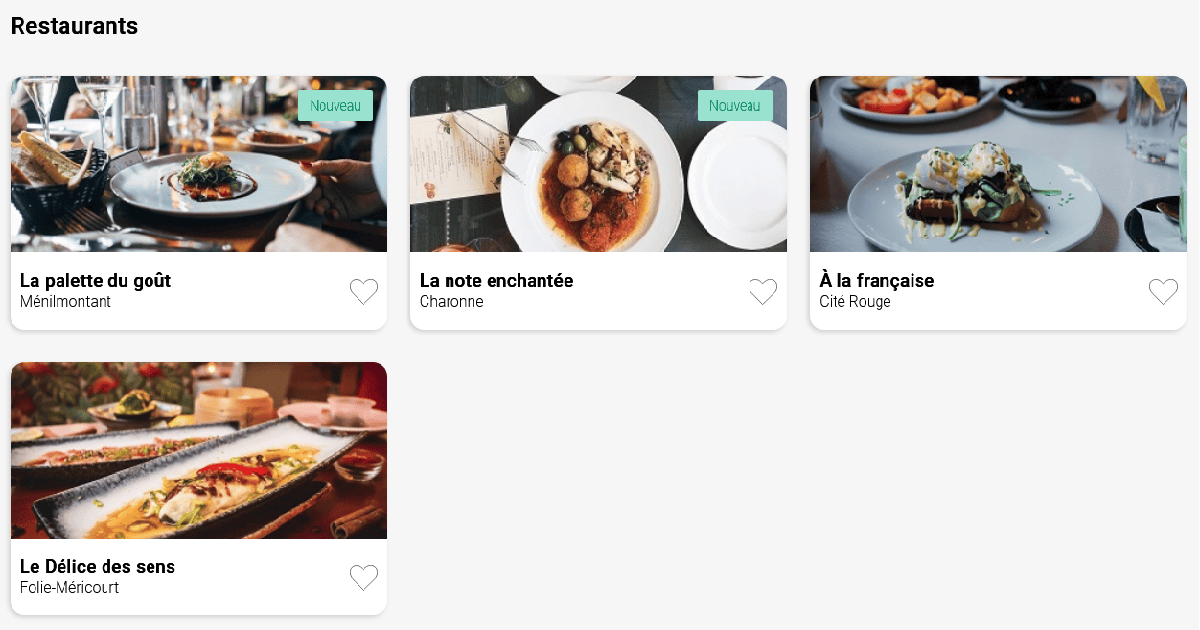 Restaurants
Nouveau
La palette du goût
Ménilmontant
Nouveau
La note enchantée
Charonne
À la française
Cité Rouge
Le Délice des sens
Folie-Méricourt